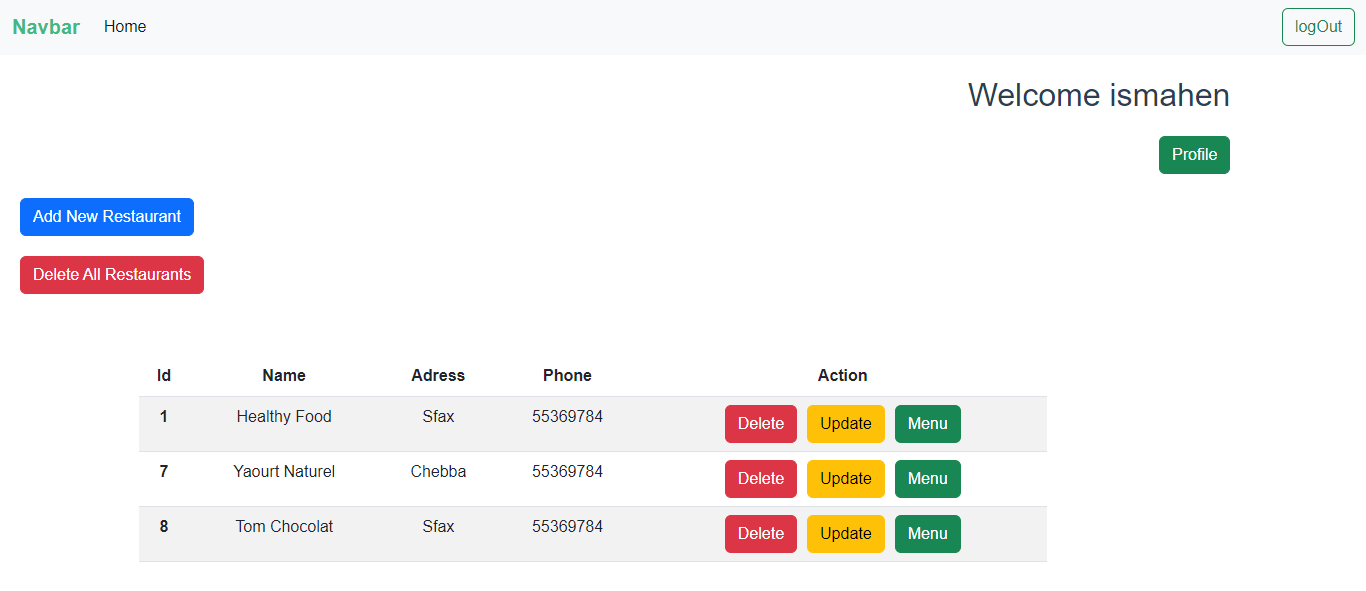 Navbar Home logOut
Welcome ismahen
Profile
Add New Restaurant
Delete All Restaurants
Id Name Adress Phone Action
1 Healthy Food Sfax 55369784 Delete Update Menu
7 Yaourt Naturel Chebba 55369784 Delete Update Menu
8 Tom Chocolat Sfax 55369784 Delete Update Menu